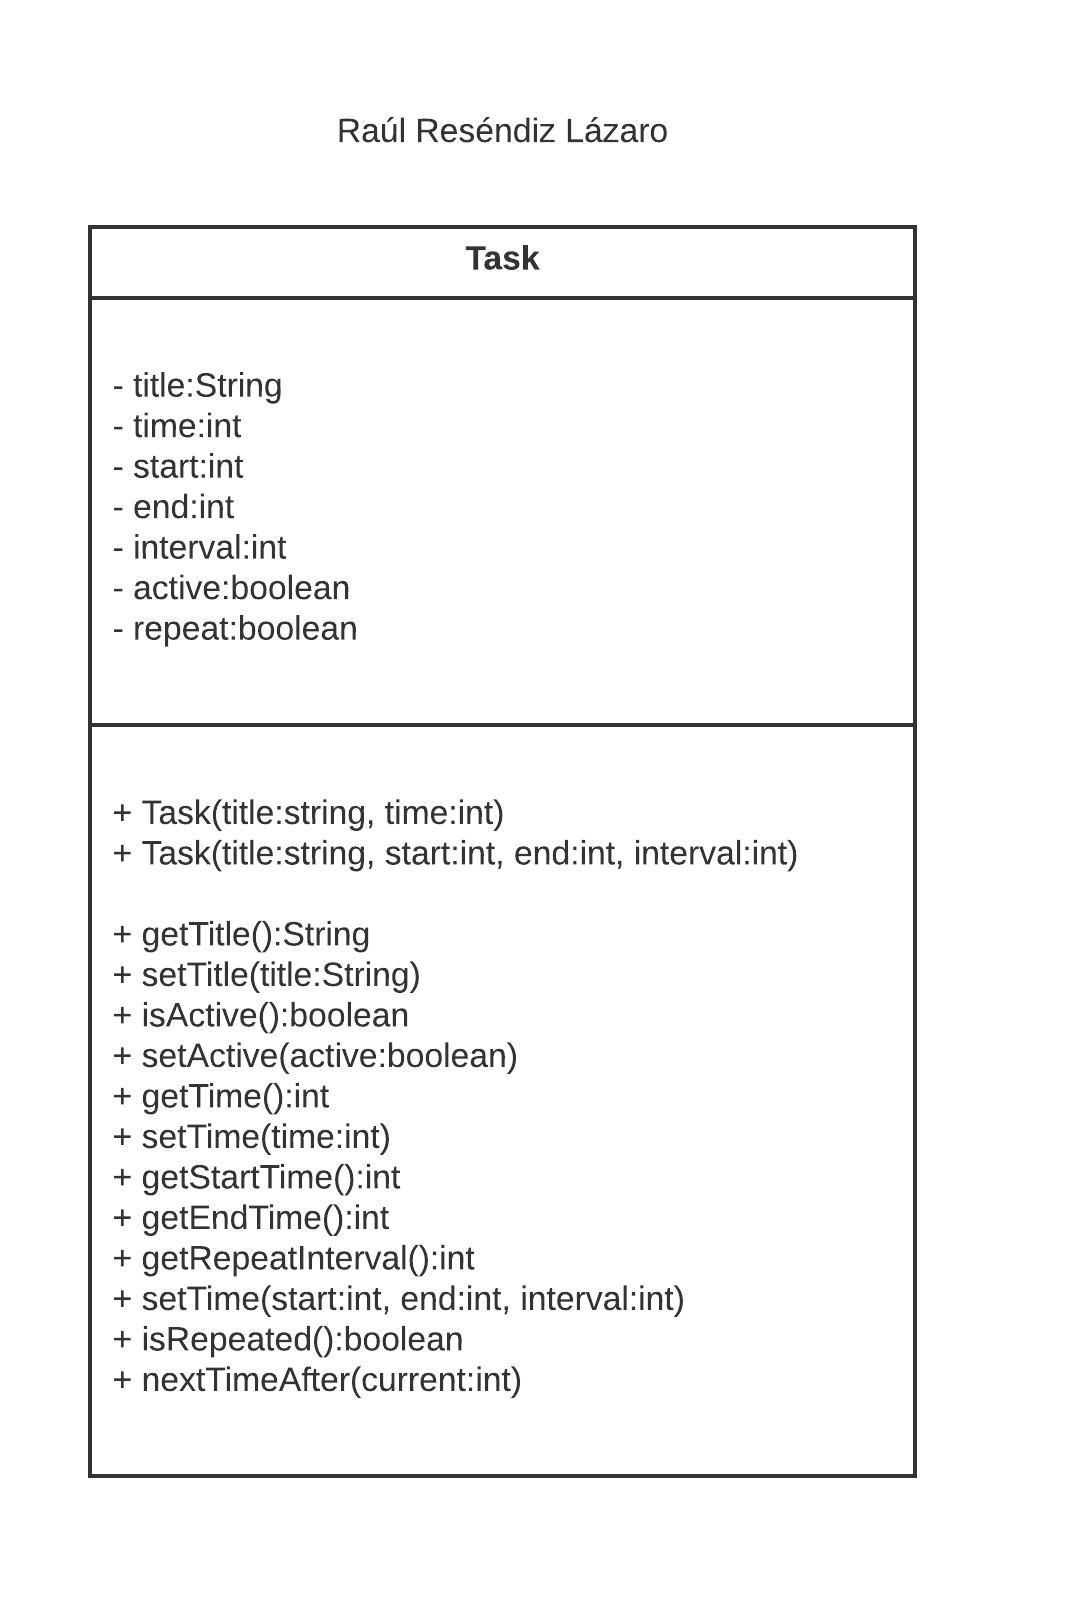 Raúl Reséndiz Lázaro
Task
- title:String
- time:int
- start:int
- end:int
- interval:int
- active:boolean
- repeat:boolean
+ Task(title:string, time:int)
+ Task(title:string, start:int, end:int, interval:int)
+ getTitle():String
+ setTitle(title:String)
+ isActive():boolean
+ setActive(active:boolean)
+ getTime():int
+ setTime(time:int)
+ getStartTime():int
+ getEndTime():int
+ getRepeatInterval():int
+ setTime(start:int, end:int, interval:int)
+ isRepeated():boolean
+ nextTimeAfter(current:int)